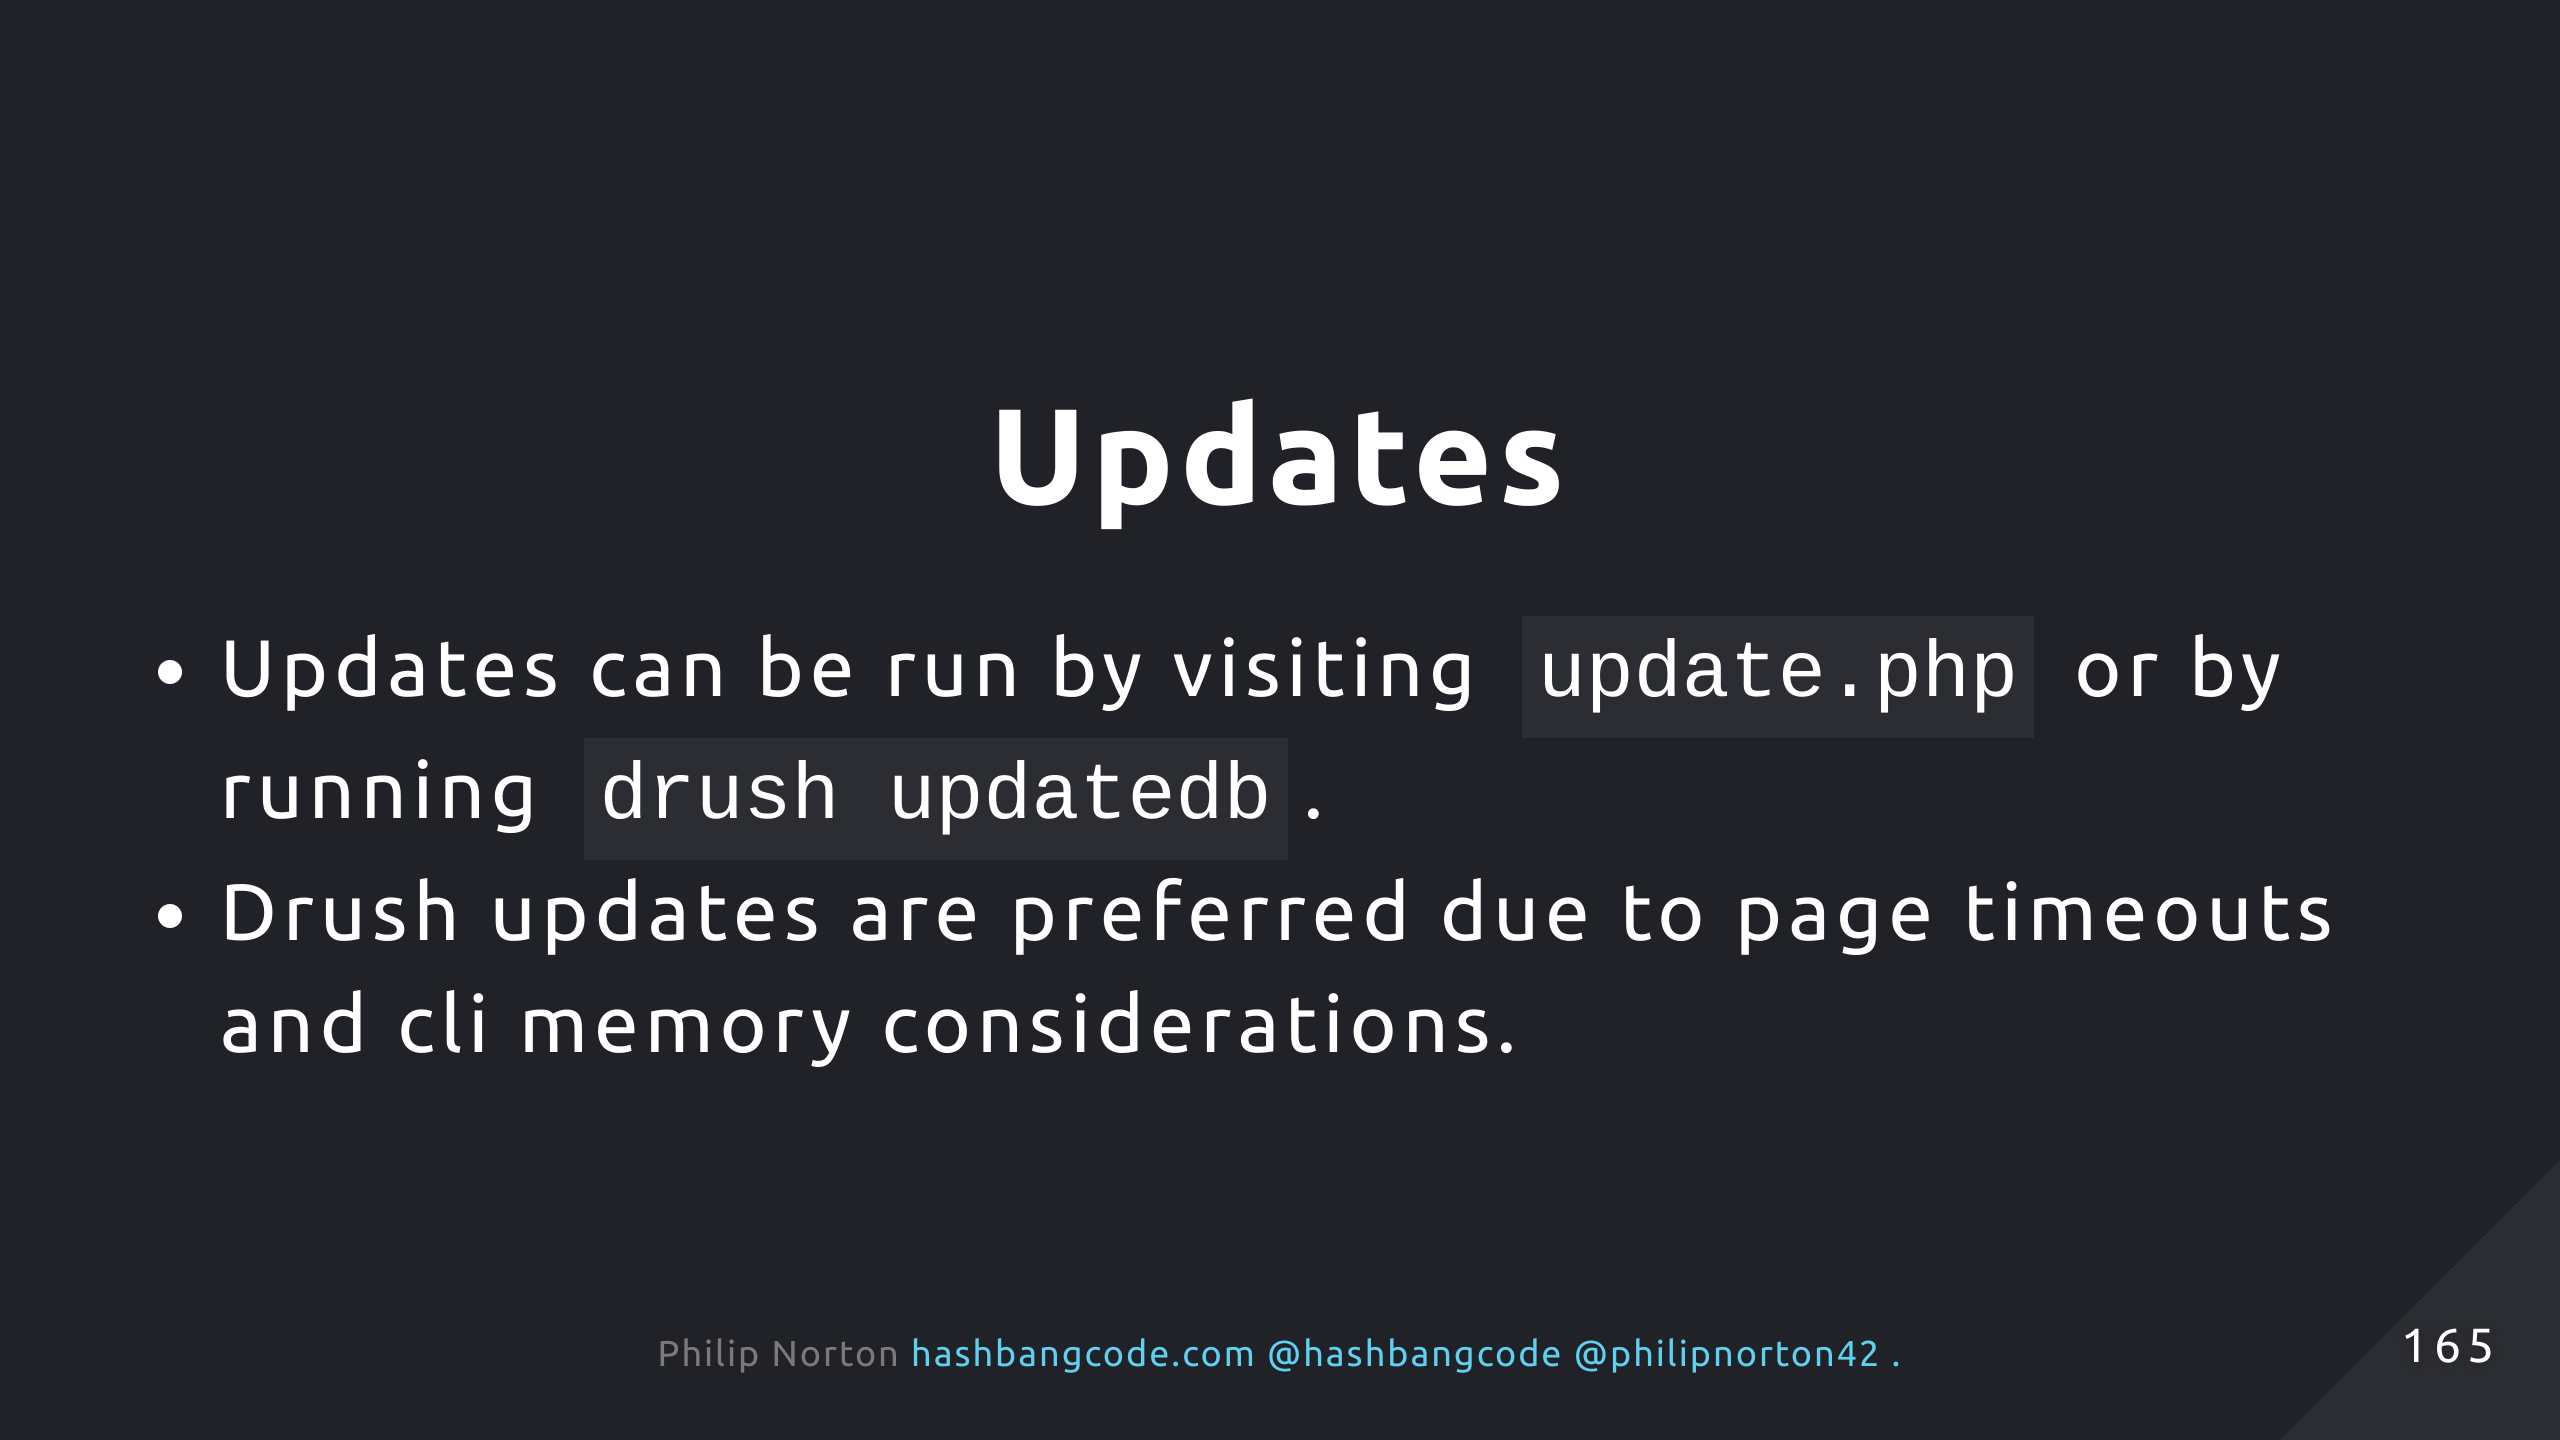 Updates
• Updates can be run by visiting update.php or by
running drush updatedb.
• Drush updates are preferred due to page timeouts
and cli memory considerations.
Philip Norton hashbangcode.com @hashbangcode @philipnorton42 .
165